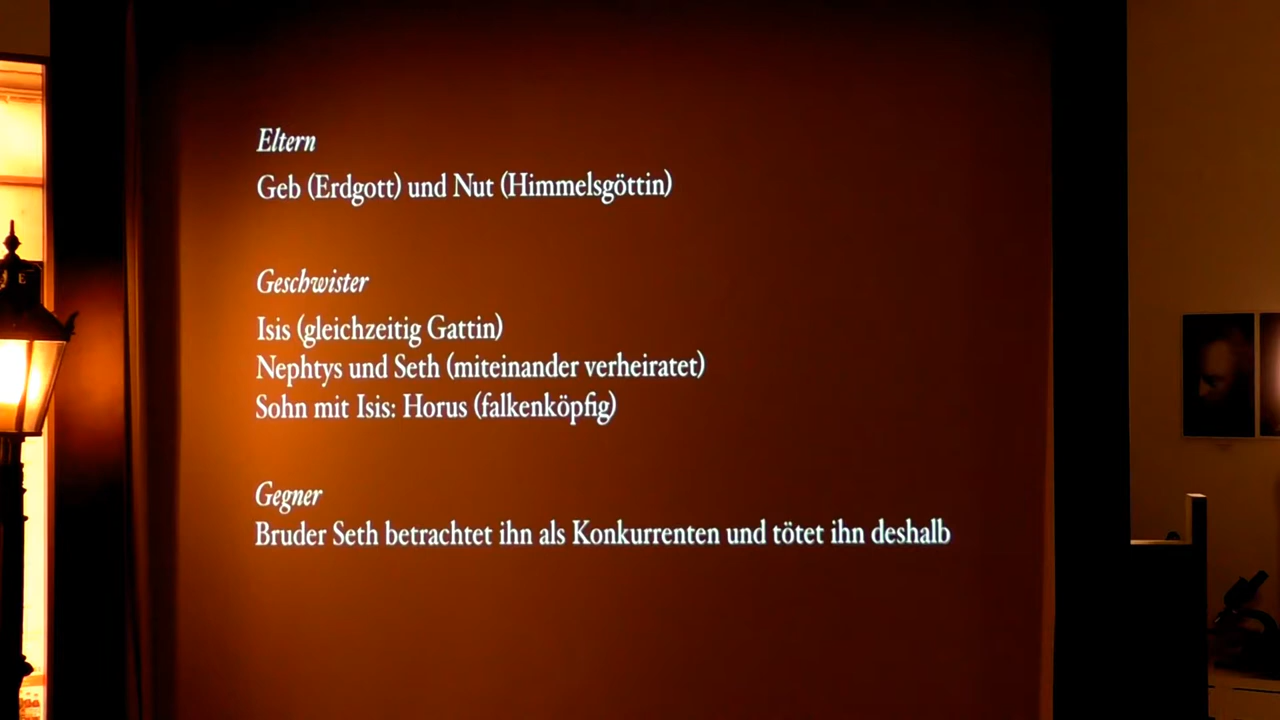 Eltern
Geb (Erdgott) und Nut (Himmelsgöttin)
Geschwister
Isis (gleichzeitig Gattin)
Nephtys und Seth (miteinander verheiratet)
Sohn mit Isis: Horus (falkenköpfig)
Gegner
Bruder Seth betrachtet ihn als Konkurrenten und tötet ihn deshalb